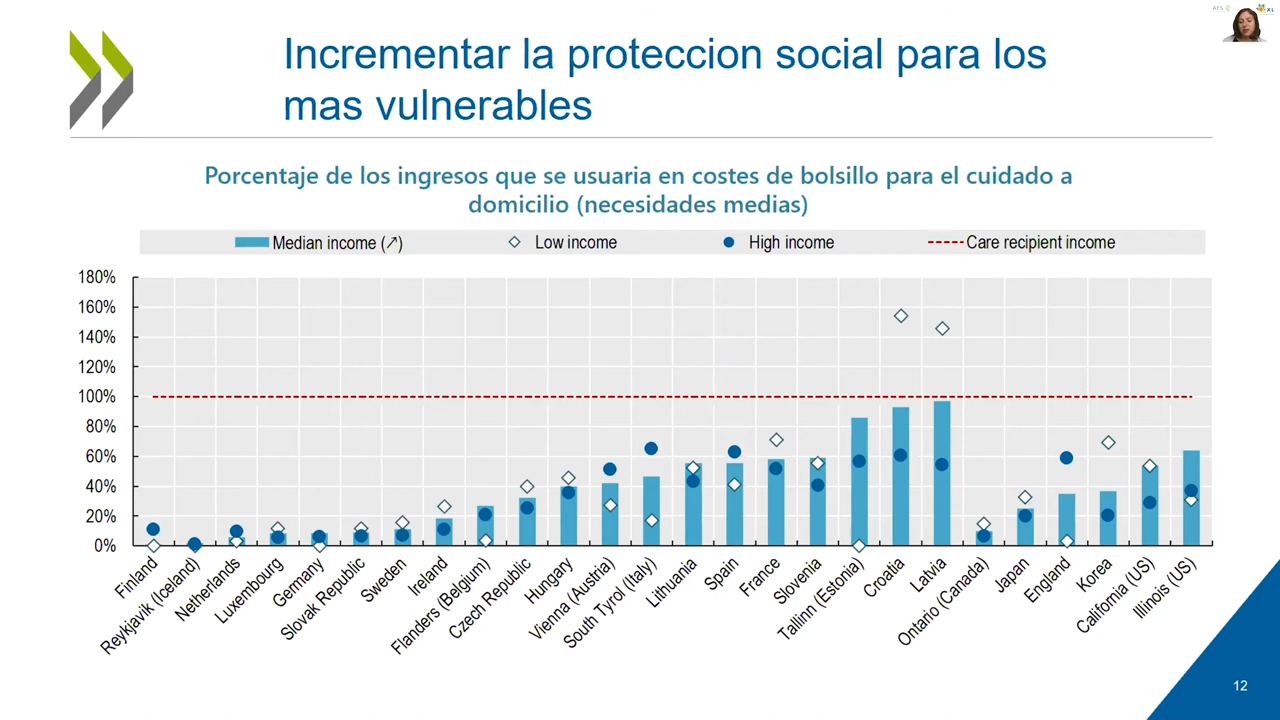 AES
XL
Incrementar la proteccion social para los
mas vulnerables
Porcentaje de los ingresos que se usuaria en costes de bolsillo para el cuidado a
domicilio (necesidades medias)
Median income (↗)
Low income
High income
Care recipient income
180%
160%
140%
120%
100%
80%
60%
40%
20%
0%
Finland
Reykjavik (Iceland)
Netherlands
Luxembourg
Germany
Slovak Republic
Sweden
Ireland
Flanders (Belgium)
Czech Republic
Hungary
Vienna (Austria)
South Tyrol (Italy)
Lithuania
Spain
France
Slovenia
Tallinn (Estonia)
Croatia
Latvia
Ontario (Canada)
Japan
England
Korea
California (US)
Illinois (US)
12